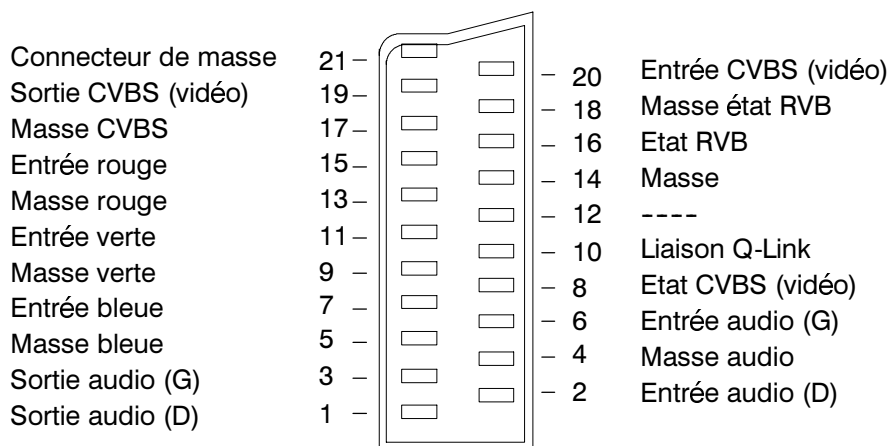 Connecteur de masse 21
Sortie CVBS (vidéo) 19
Masse CVBS 17
Entrée rouge 15
Masse rouge 13
Entrée verte 11
Masse verte 9
Entrée bleue 7
Masse bleue 5
Sortie audio (G) 3
Sortie audio (D) 1
20 Entrée CVBS (vidéo)
18 Masse état RVB
16 Etat RVB
14 Masse
12 ----
10 Liaison Q-Link
8 Etat CVBS (vidéo)
6 Entrée audio (G)
4 Masse audio
2 Entrée audio (D)